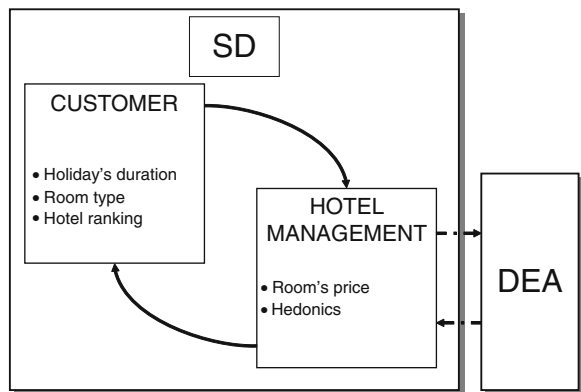 SD
CUSTOMER
• Holiday's duration
• Room type
• Hotel ranking
HOTEL
MANAGEMENT
• Room's price
• Hedonics
DEA